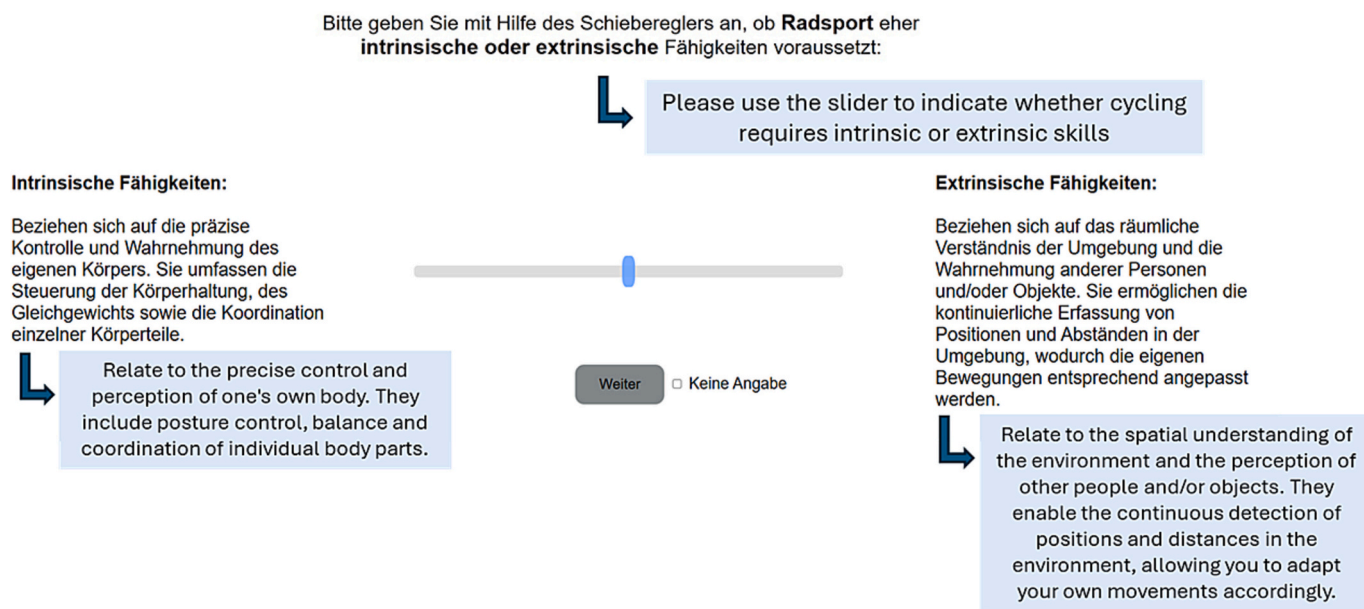 Bitte geben Sie mit Hilfe des Schiebereglers an, ob Radsport eher
intrinsische oder extrinsische Fähigkeiten voraussetzt:
Please use the slider to indicate whether cycling
requires intrinsic or extrinsic skills
Intrinsische Fähigkeiten:
Beziehen sich auf die präzise
Kontrolle und Wahrnehmung des
eigenen Körpers. Sie umfassen die
Steuerung der Körperhaltung, des
Gleichgewichts sowie die Koordination
einzelner Körperteile.
Relate to the precise control and
perception of one's own body. They
include posture control, balance and
coordination of individual body parts.
Weiter
Keine Angabe
Extrinsische Fähigkeiten:
Beziehen sich auf das räumliche
Verständnis der Umgebung und die
Wahrnehmung anderer Personen
und/oder Objekte. Sie ermöglichen die
kontinuierliche Erfassung von
Positionen und Abständen in der
Umgebung, wodurch die eigenen
Bewegungen entsprechend angepasst
werden.
Relate to the spatial understanding of
the environment and the perception of
other people and/or objects. They
enable the continuous detection of
positions and distances in the
environment, allowing you to adapt
your own movements accordingly.